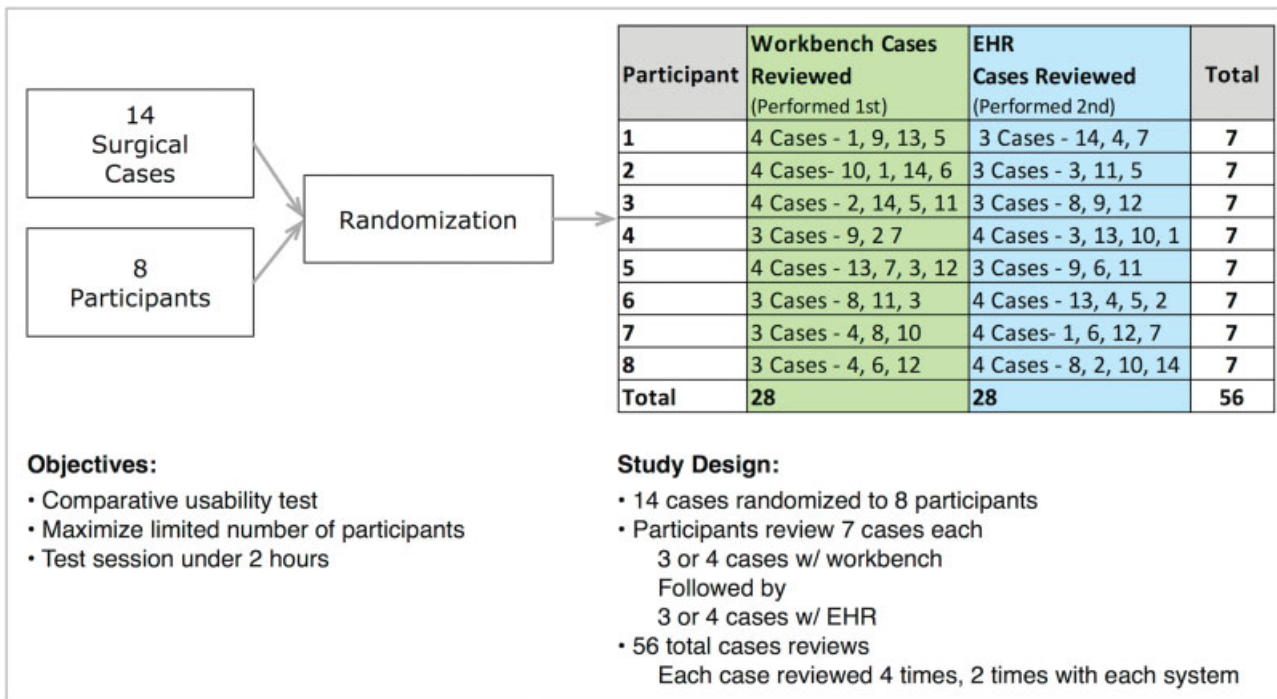 14
Surgical
Cases
8
Participants
Randomization
Participant
Workbench Cases
Reviewed
(Performed 1st)
EHR
Cases Reviewed
(Performed 2nd)
Total
1 4 Cases - 1, 9, 13, 5 3 Cases - 14, 4, 7 7
2 4 Cases- 10, 1, 14, 6 3 Cases - 3, 11, 5 7
3 4 Cases - 2, 14, 5, 11 3 Cases - 8, 9, 12 7
4 3 Cases - 9, 2 7 4 Cases - 3, 13, 10, 1 7
5 4 Cases - 13, 7, 3, 12 3 Cases - 9, 6, 11 7
6 3 Cases - 8, 11, 3 4 Cases - 13, 4, 5, 2 7
7 3 Cases - 4, 8, 10 4 Cases- 1, 6, 12, 7 7
8 3 Cases - 4, 6, 12 4 Cases - 8, 2, 10, 14 7
Total 28 28 56
Objectives:
• Comparative usability test
• Maximize limited number of participants
• Test session under 2 hours
Study Design:
• 14 cases randomized to 8 participants
• Participants review 7 cases each
3 or 4 cases w/ workbench
Followed by
3 or 4 cases w/ EHR
• 56 total cases reviews
Each case reviewed 4 times, 2 times with each system